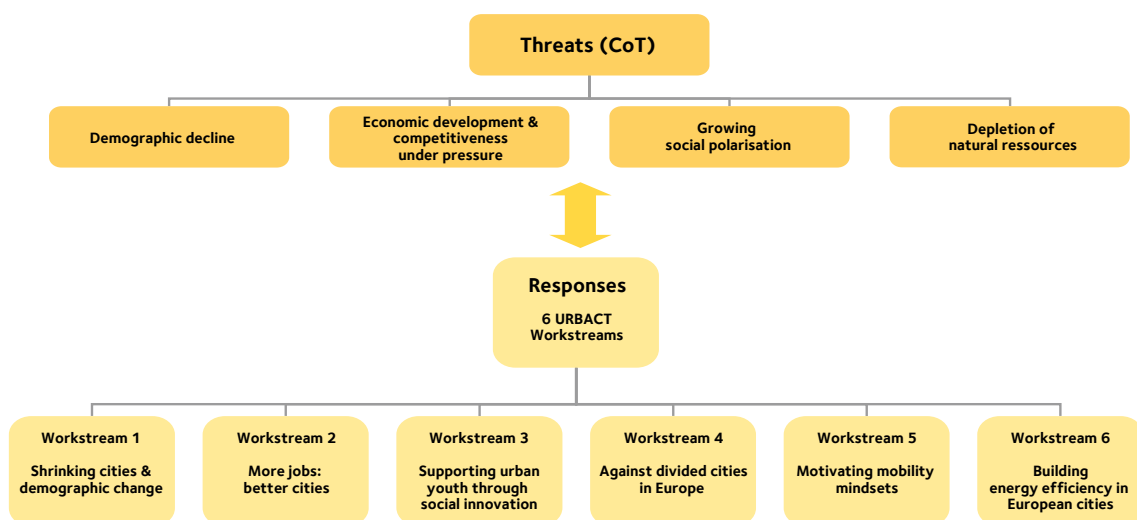 Threats (CoT)
Demographic decline
Economic development &
competitiveness
under pressure
Growing
social polarisation
Depletion of
natural ressources
Responses
6 URBACT
Workstreams
Workstream 1
Shrinking cities &
demographic change
Workstream 2
More jobs:
better cities
Workstream 3
Supporting urban
youth through
social innovation
Workstream 4
Against divided cities
in Europe
Workstream 5
Motivating mobility
mindsets
Workstream 6
Building
energy efficiency in
European cities